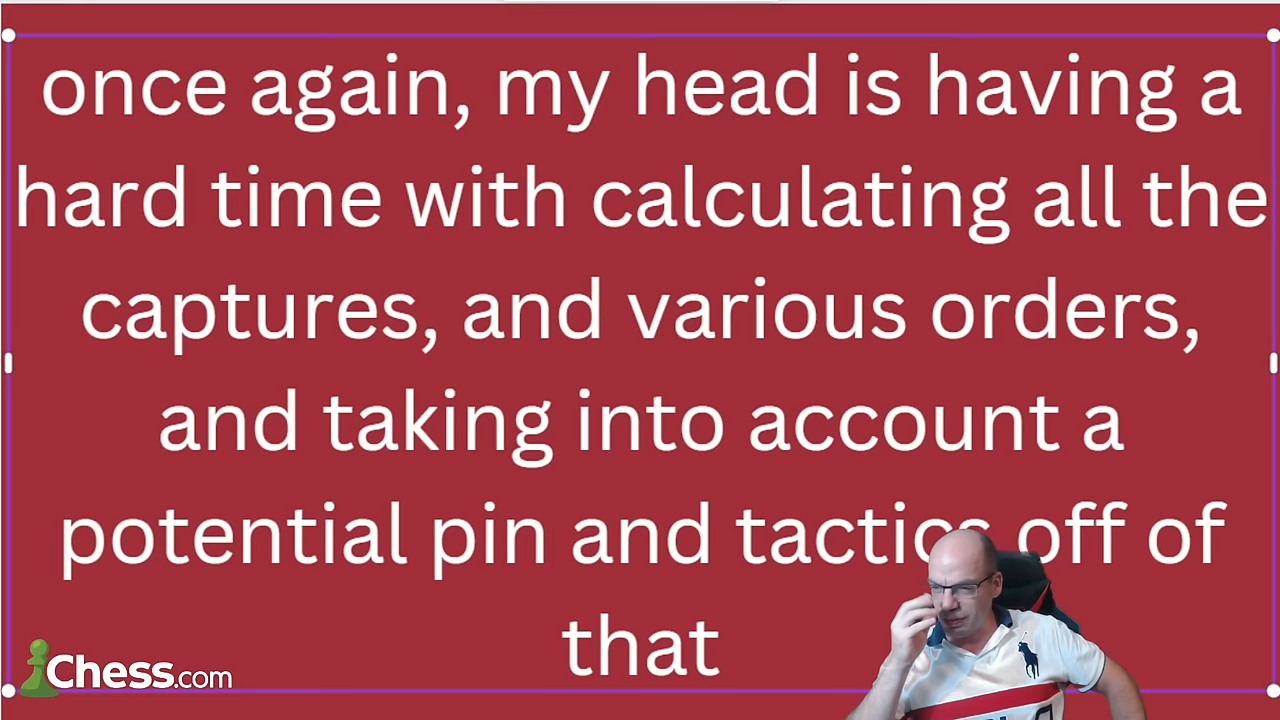 once again, my head is having a
hard time with calculating all the
captures, and various orders,
and taking into account a
potential pin and tactics off of
that
Chess.com